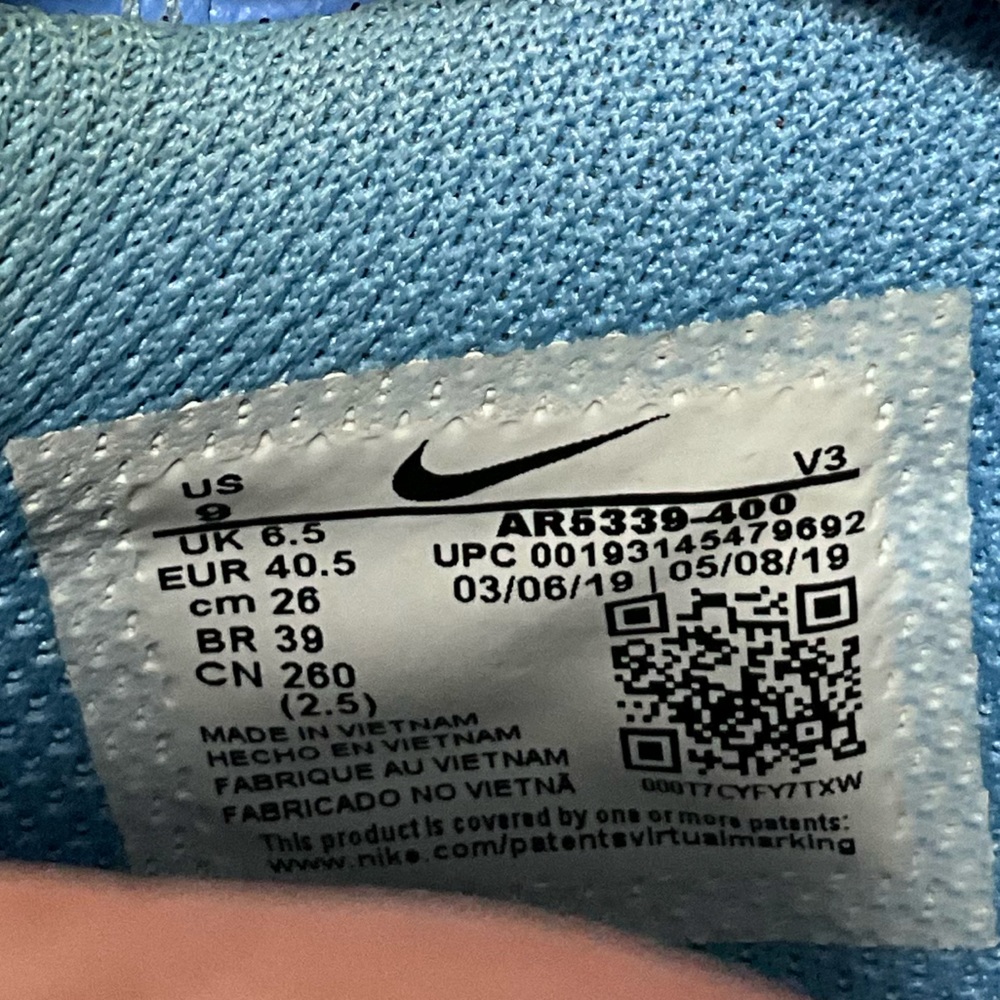 US
9
V3
UK 6.5
EUR 40.5
cm 26
BR 39
CN 260
(2.5)
AR5339-400
UPC 00193145479692
03/06/19 | 05/08/19
000T7CYFY7TXW
MADE IN VIETNAM
HECHO EN VIETNAM
FABRIQUE AU VIETNAM
FABRICADO NO VIETNÃ
This product is covered by one or more patents:
www.nike.com/patentsvirtualmarking